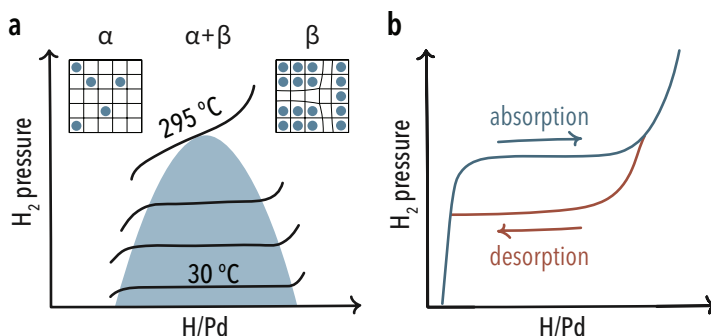 a
α
α+β
β
295 °C
30 °C
H₂ pressure
H/Pd
b
absorption
desorption
H₂ pressure
H/Pd